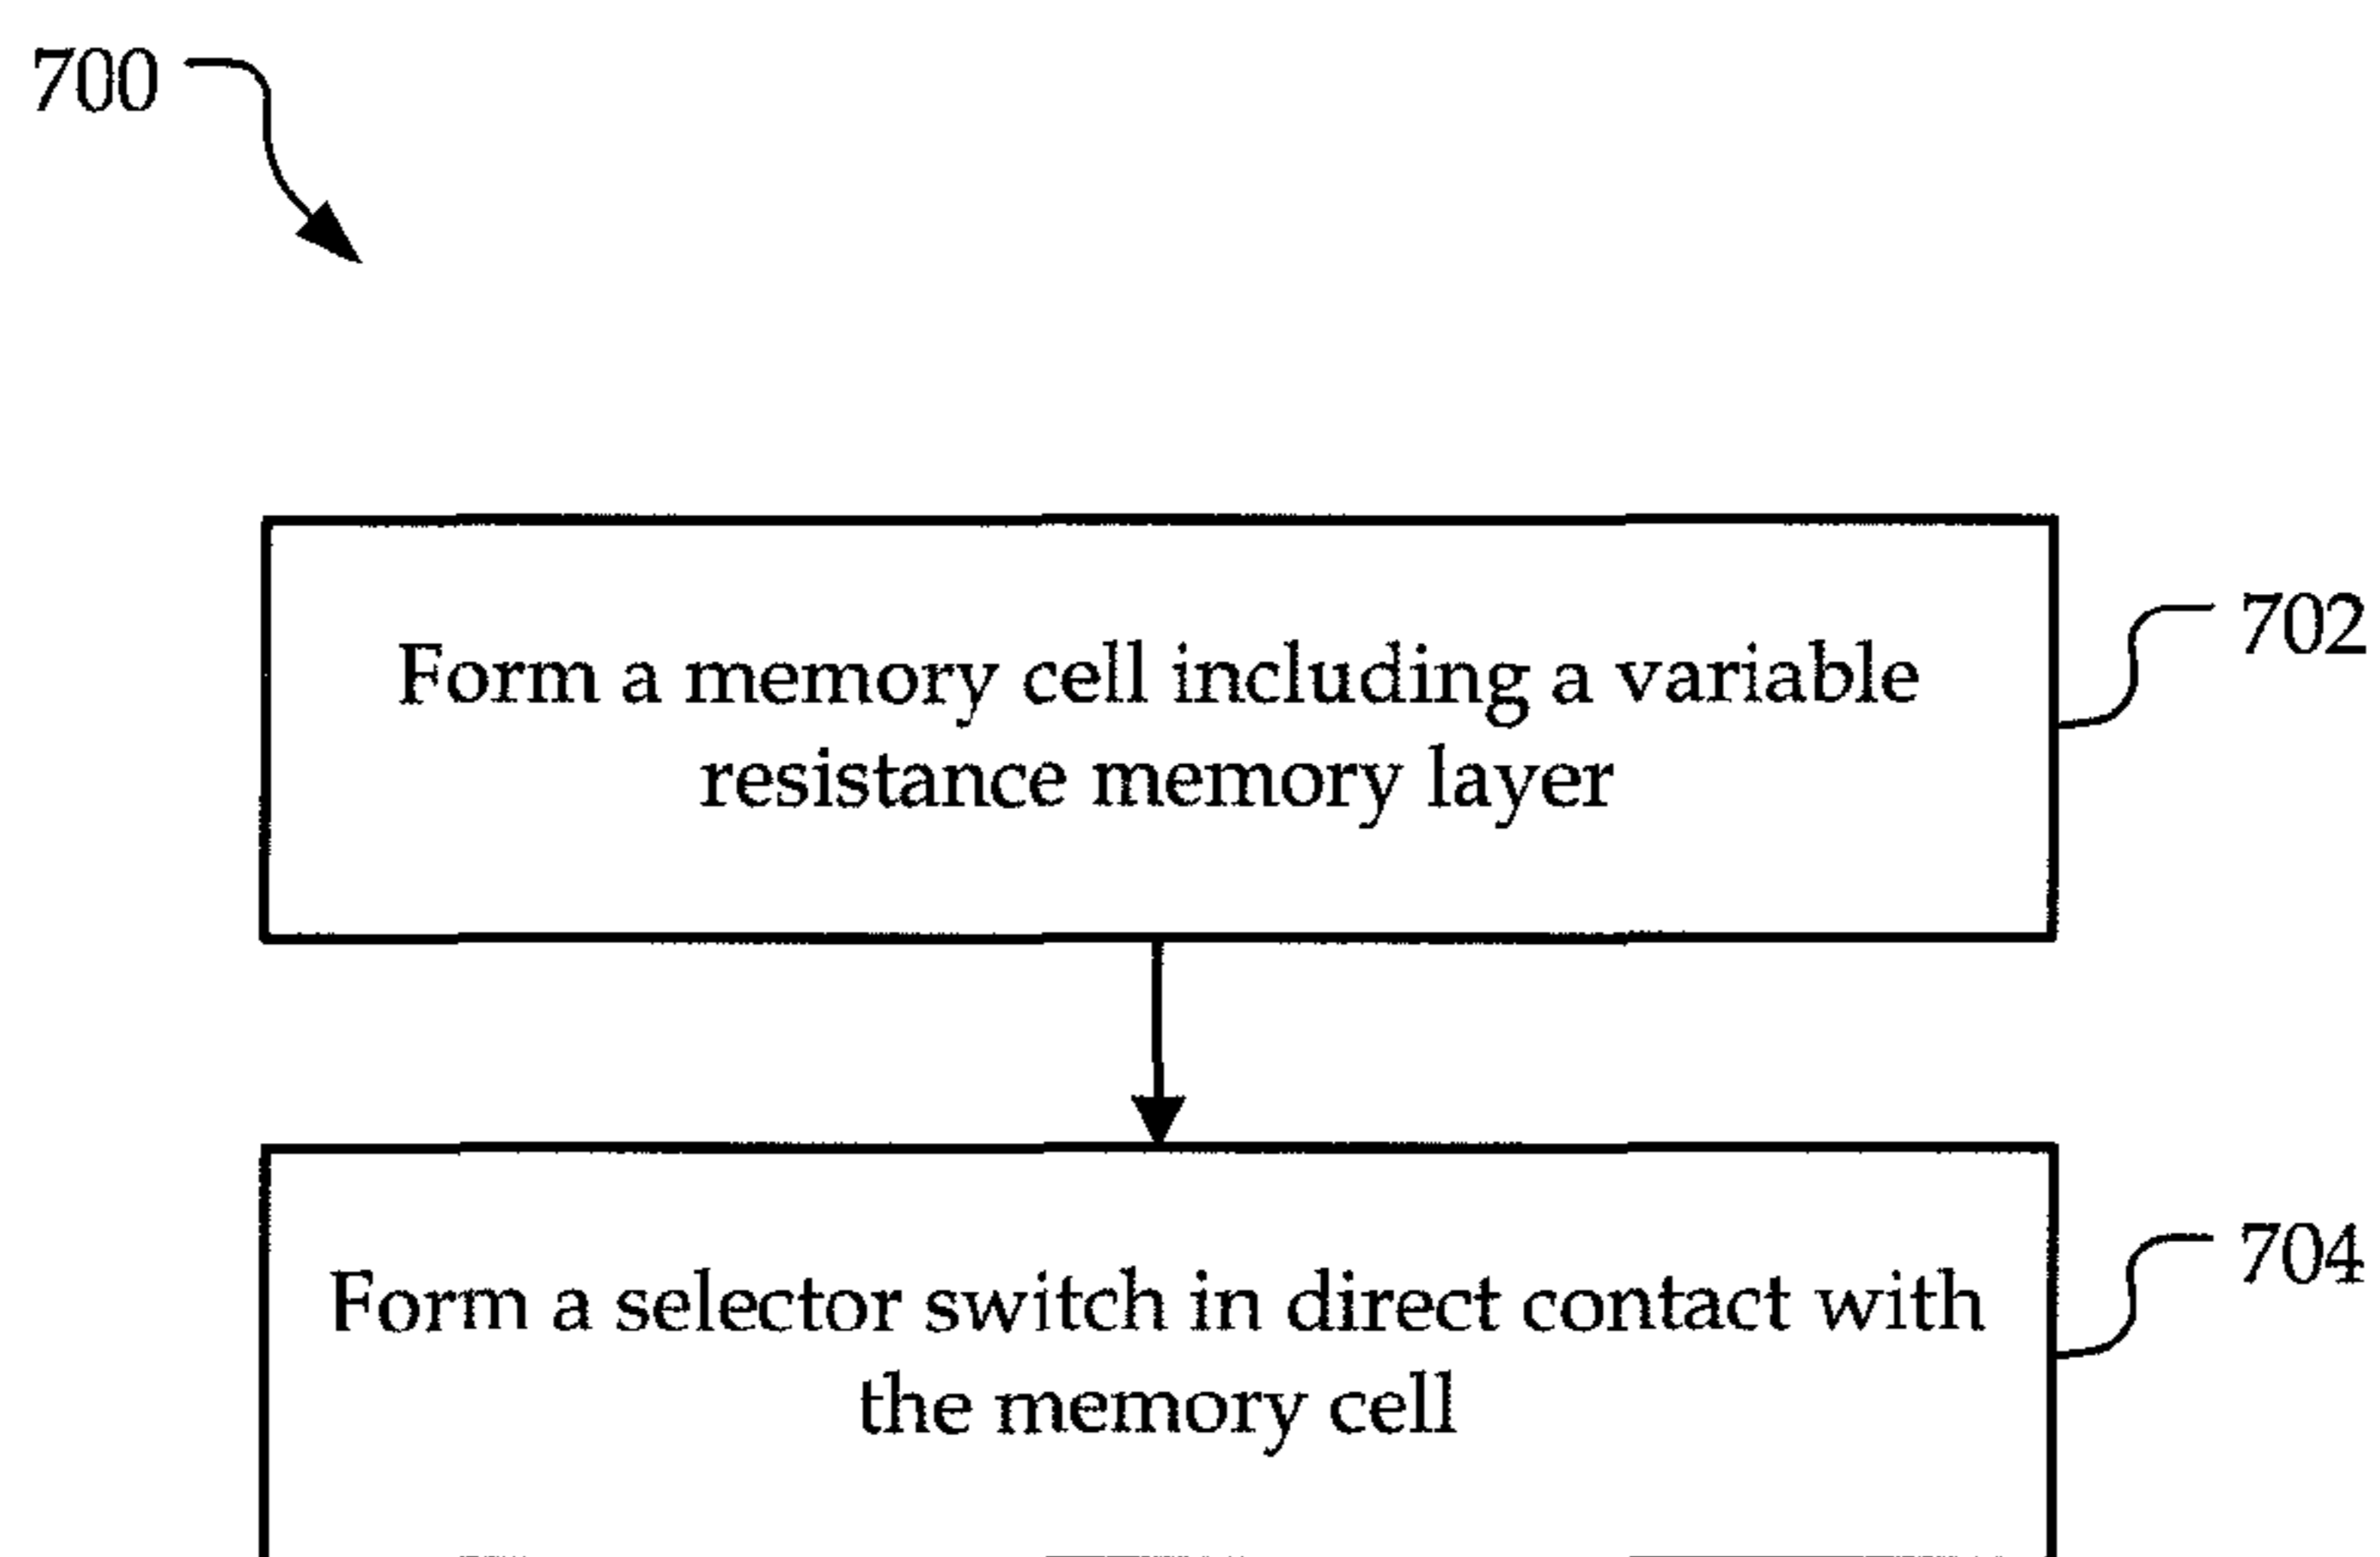 700
Form a memory cell including a variable
resistance memory layer
702
Form a selector switch in direct contact with
the memory cell
704